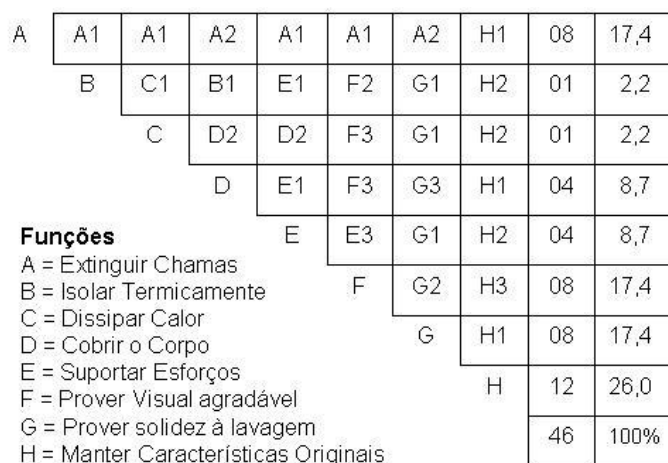 A A1 A1 A2 A1 A1 A2 H1 08 17,4
B C1 B1 E1 F2 G1 H2 01 2,2
C D2 D2 F3 G1 H2 01 2,2
D E1 F3 G3 H1 04 8,7
E E3 G1 H2 04 8,7
F G2 H3 08 17,4
G H1 08 17,4
H 12 26,0
46 100%
Funções
A = Extinguir Chamas
B = Isolar Termicamente
C = Dissipar Calor
D = Cobrir o Corpo
E = Suportar Esforços
F = Prover Visual agradável
G = Prover solidez à lavagem
H = Manter Características Originais